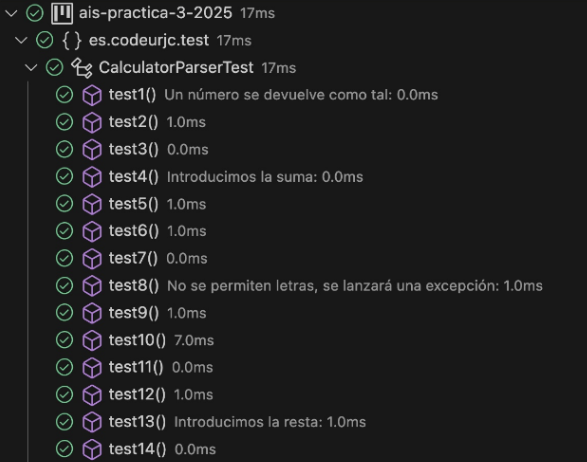 ais-practica-3-2025 17ms
{} es.codeurjc.test 17ms
CalculatorParserTest 17ms
test1() Un número se devuelve como tal: 0.0ms
test2() 1.0ms
test3() 0.0ms
test4() Introducimos la suma: 0.0ms
test5() 1.0ms
test6() 1.0ms
test7() 0.0ms
test8() No se permiten letras, se lanzará una excepción: 1.0ms
test9() 1.0ms
test10() 7.0ms
test11() 0.0ms
test12() 1.0ms
test13() Introducimos la resta: 1.0ms
test14() 0.0ms